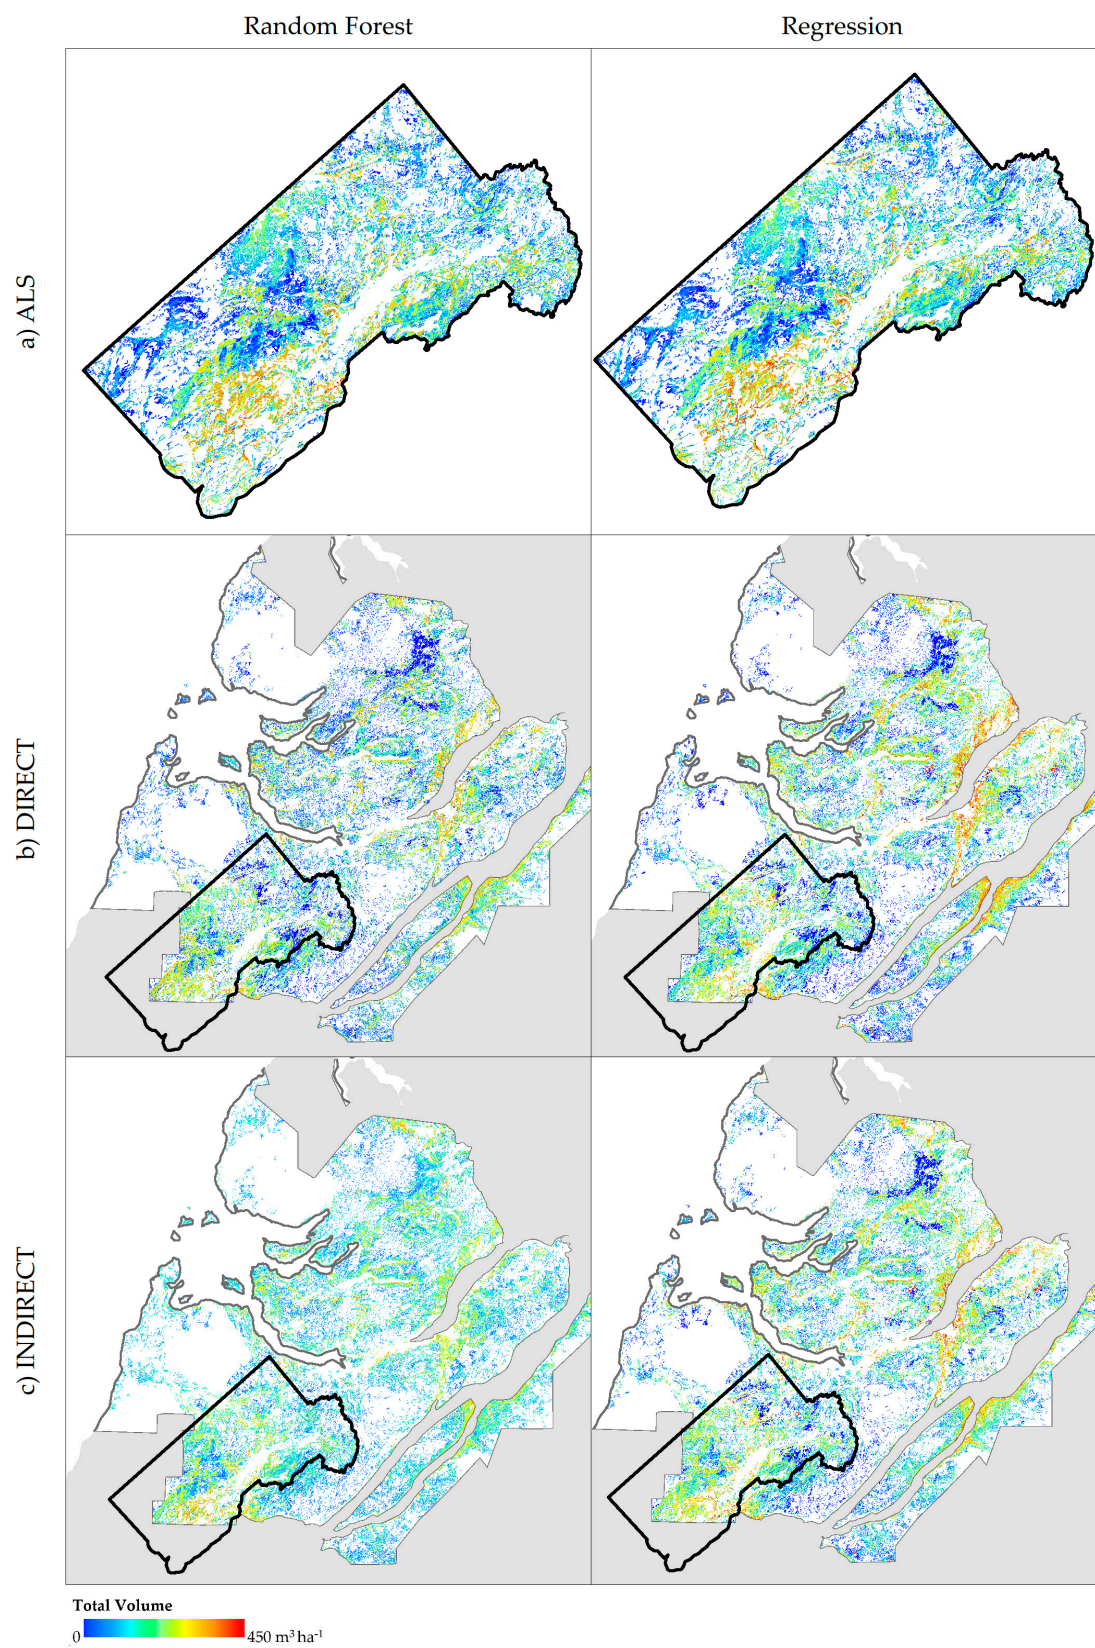 Random Forest
Regression
a) ALS
b) DIRECT
c) INDIRECT
Total Volume
0
450 m³ ha⁻¹